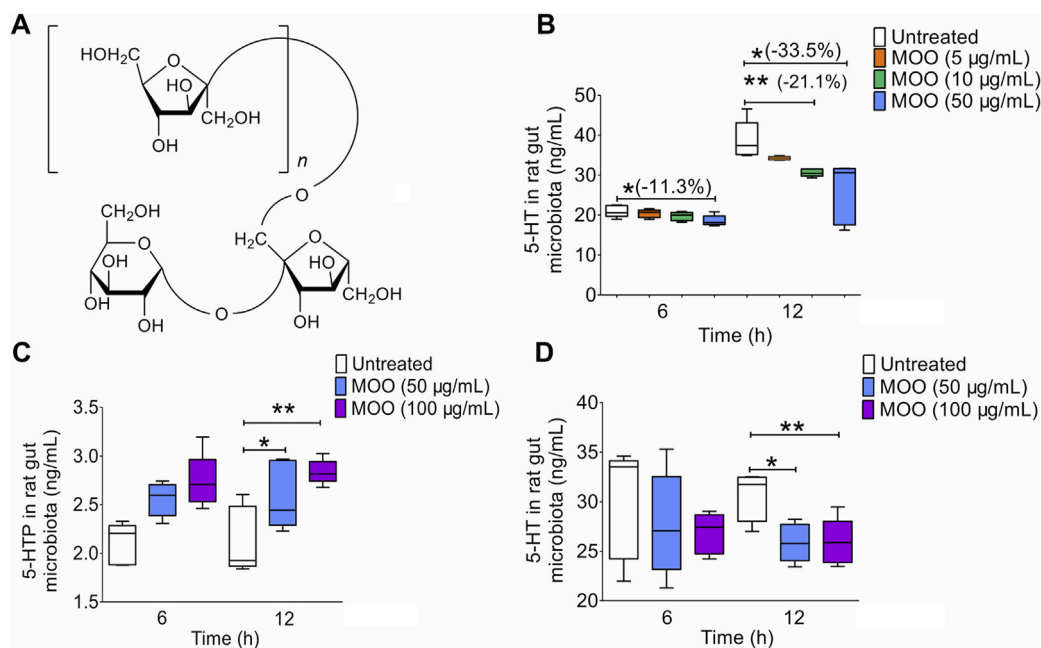 A
HOH₂C
O
HO
CH₂OH
OH
n
O
CH₂OH
O
OH
OH
OH
O
H₂C
O
HO
CH₂OH
OH
B
Untreated
MOO (5 µg/mL)
MOO (10 µg/mL)
MOO (50 µg/mL)
*(-33.5%)
** (-21.1%)
*(-11.3%)
5-HT in rat gut
microbiota (ng/mL)
50
40
30
20
10
0
6
12
Time (h)
C
Untreated
MOO (50 µg/mL)
MOO (100 µg/mL)
**
*
5-HTP in rat gut
microbiota (ng/mL)
3.5
3.0
2.5
2.0
1.5
6
12
Time (h)
D
Untreated
MOO (50 µg/mL)
MOO (100 µg/mL)
**
*
5-HT in rat gut
microbiota (ng/mL)
40
35
30
25
20
6
12
Time (h)